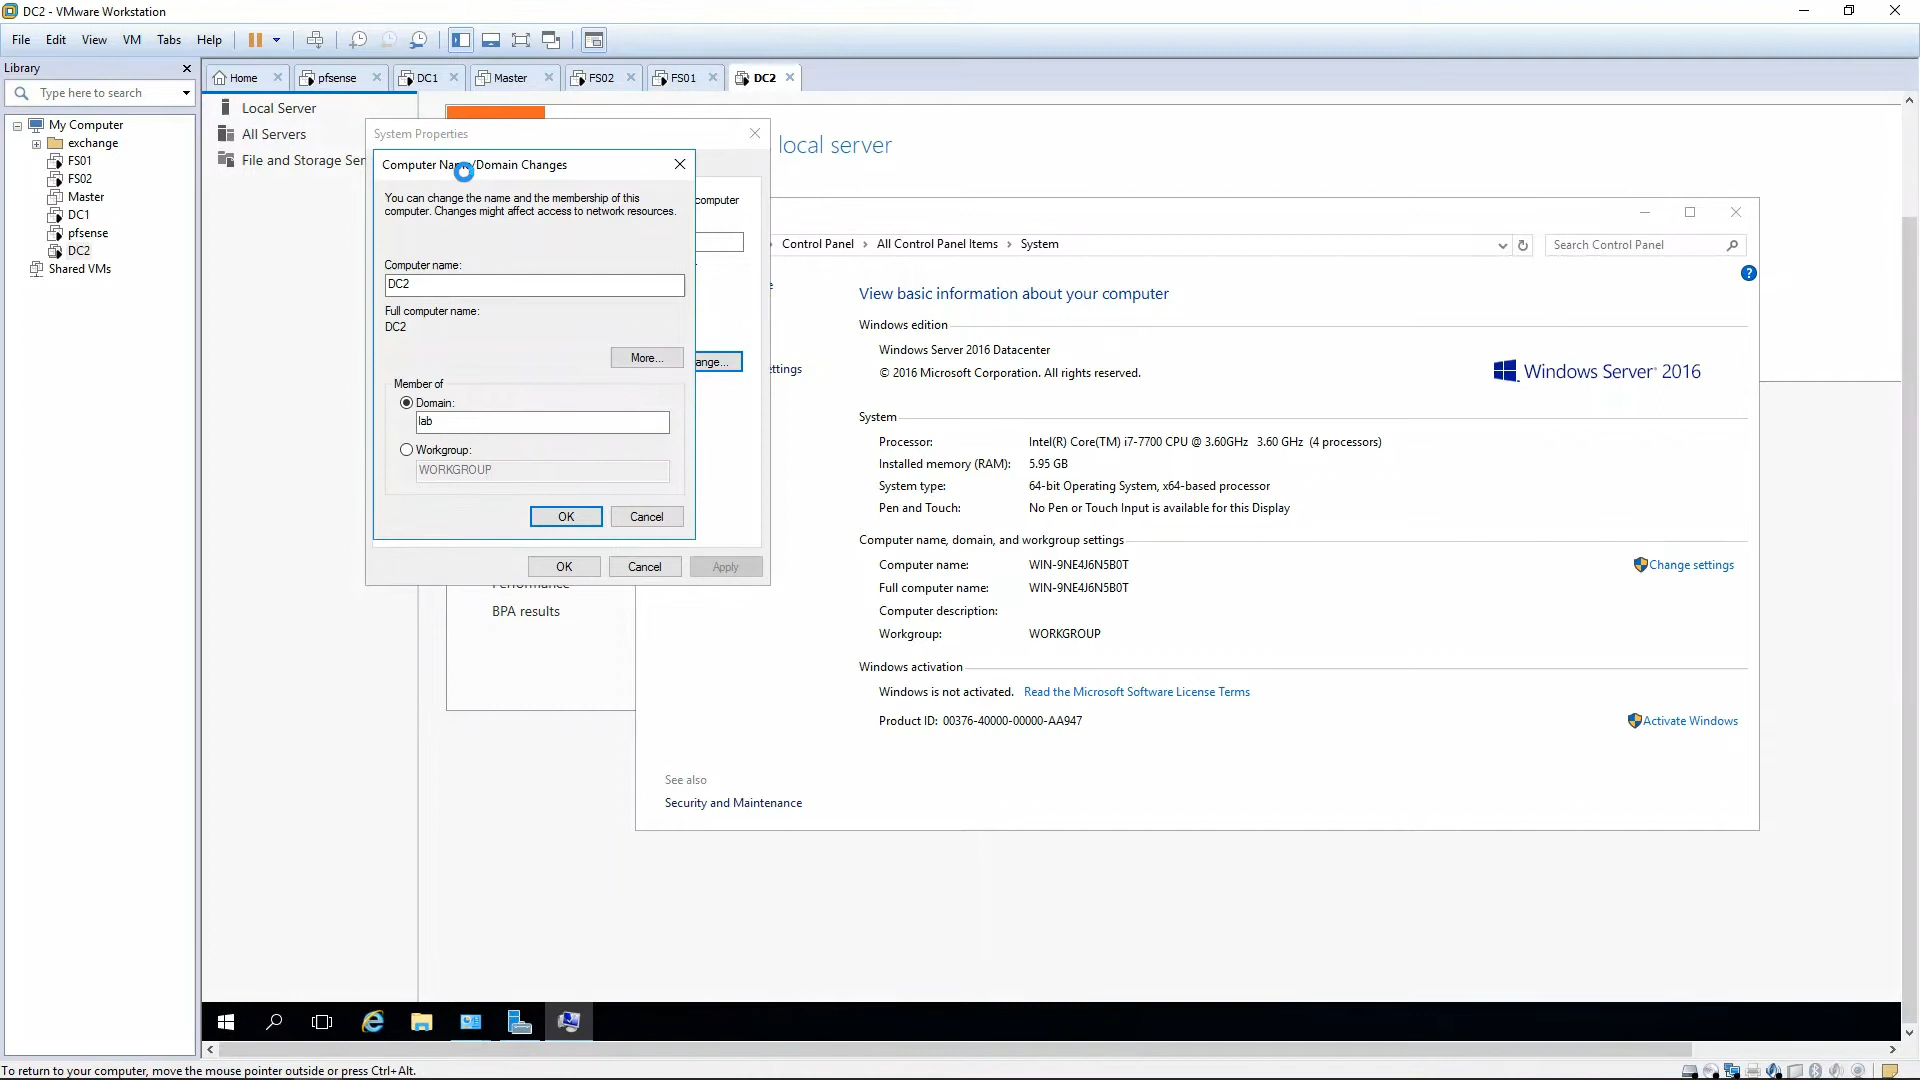 DC2 - VMware Workstation
File Edit View VM Tabs Help
Library
Type here to search
My Computer
exchange
FS01
FS02
Master
DC1
pfsense
DC2
Shared VMs
Home
pfsense
DC1
Master
FS02
FS01
DC2
Local Server
All Servers
File and Storage Ser
local server
System Properties
Computer Na /Domain Changes
You can change the name and the membership of this
computer. Changes might affect access to network resources.
Computer name:
DC2
Full computer name:
DC2
More...
Member of
Domain:
lab
Workgroup:
WORKGROUP
OK
Cancel
computer
ange...
OK
Cancel
Apply
BPA results
ttings
Control Panel
All Control Panel Items
System
Search Control Panel
?
View basic information about your computer
Windows edition
Windows Server 2016 Datacenter
© 2016 Microsoft Corporation. All rights reserved.
Windows Server® 2016
System
Processor: Intel(R) Core(TM) i7-7700 CPU @ 3.60GHz 3.60 GHz (4 processors)
Installed memory (RAM): 5.95 GB
System type: 64-bit Operating System, x64-based processor
Pen and Touch: No Pen or Touch Input is available for this Display
Computer name, domain, and workgroup settings
Computer name: WIN-9NE4J6N5B0T
Change settings
Full computer name: WIN-9NE4J6N5B0T
Computer description:
Workgroup: WORKGROUP
Windows activation
Windows is not activated. Read the Microsoft Software License Terms
Product ID: 00376-40000-00000-AA947
Activate Windows
See also
Security and Maintenance
To return to your computer, move the mouse pointer outside or press Ctrl+Alt.